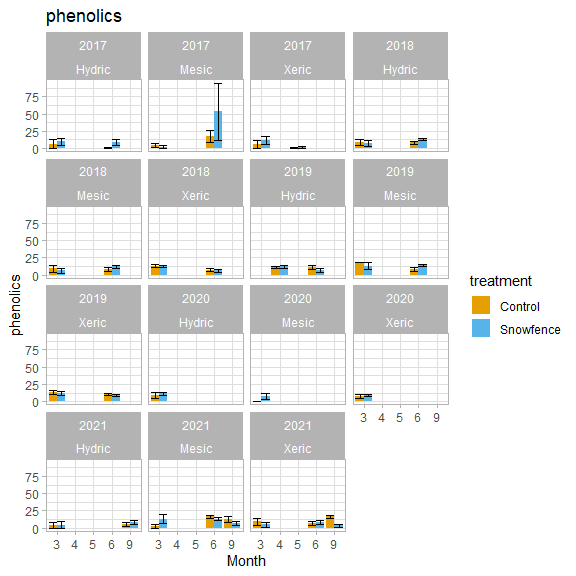 phenolics
2017 2017 2017 2018
Hydric Mesic Xeric Hydric
75
50
25
0
2018 2018 2019 2019
Mesic Xeric Hydric Mesic
75
50
25
0
2019 2020 2020 2020
Xeric Hydric Mesic Xeric
75
50
25
0
3 4 5 6 9
2021 2021 2021
Hydric Mesic Xeric
75
50
25
0
3 4 5 6 9 3 4 5 6 9 3 4 5 6 9
Month
phenolics
treatment
Control
Snowfence